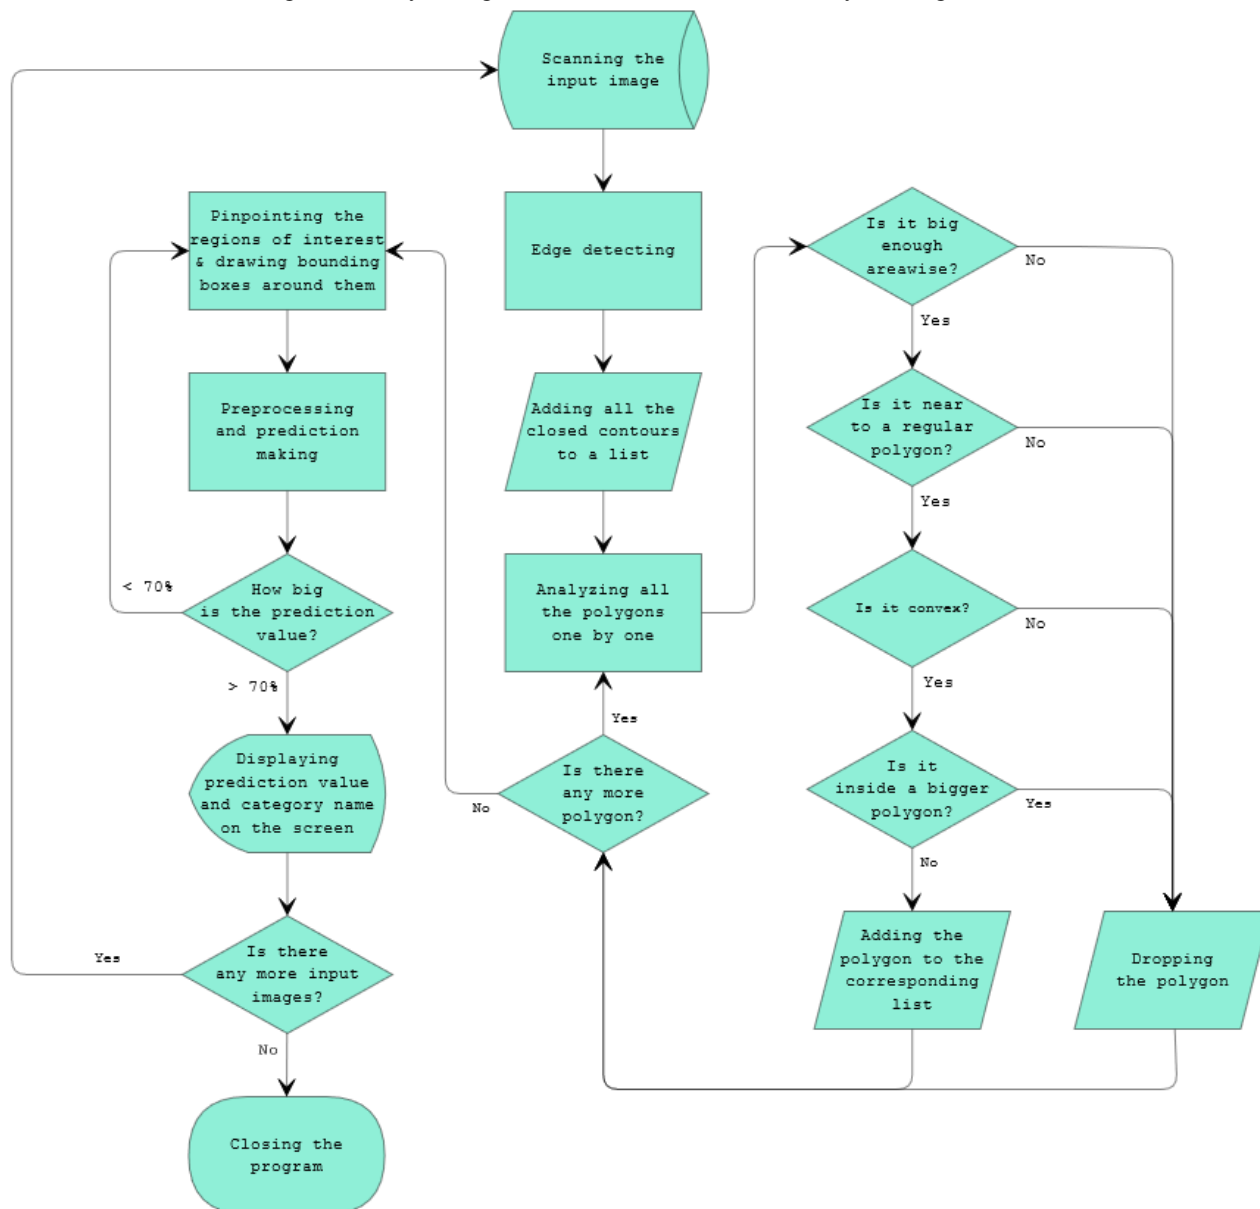 Scanning the
input image
Pinpointing the
regions of interest
& drawing bounding
boxes around them
Edge detecting
Is it big
enough
areawise?
No
Yes
Preprocessing
and prediction
making
Adding all the
closed contours
to a list
Is it near
to a regular
polygon?
No
Yes
< 70%
How big
is the prediction
value?
> 70%
Analyzing all
the polygons
one by one
Is it convex?
No
Yes
Yes
Displaying
prediction value
and category name
on the screen
Is there
any more
polygon?
No
Is it
inside a bigger
polygon?
Yes
No
Yes
Is there
any more input
images?
No
Adding the
polygon to the
corresponding
list
Dropping
the polygon
Closing the
program